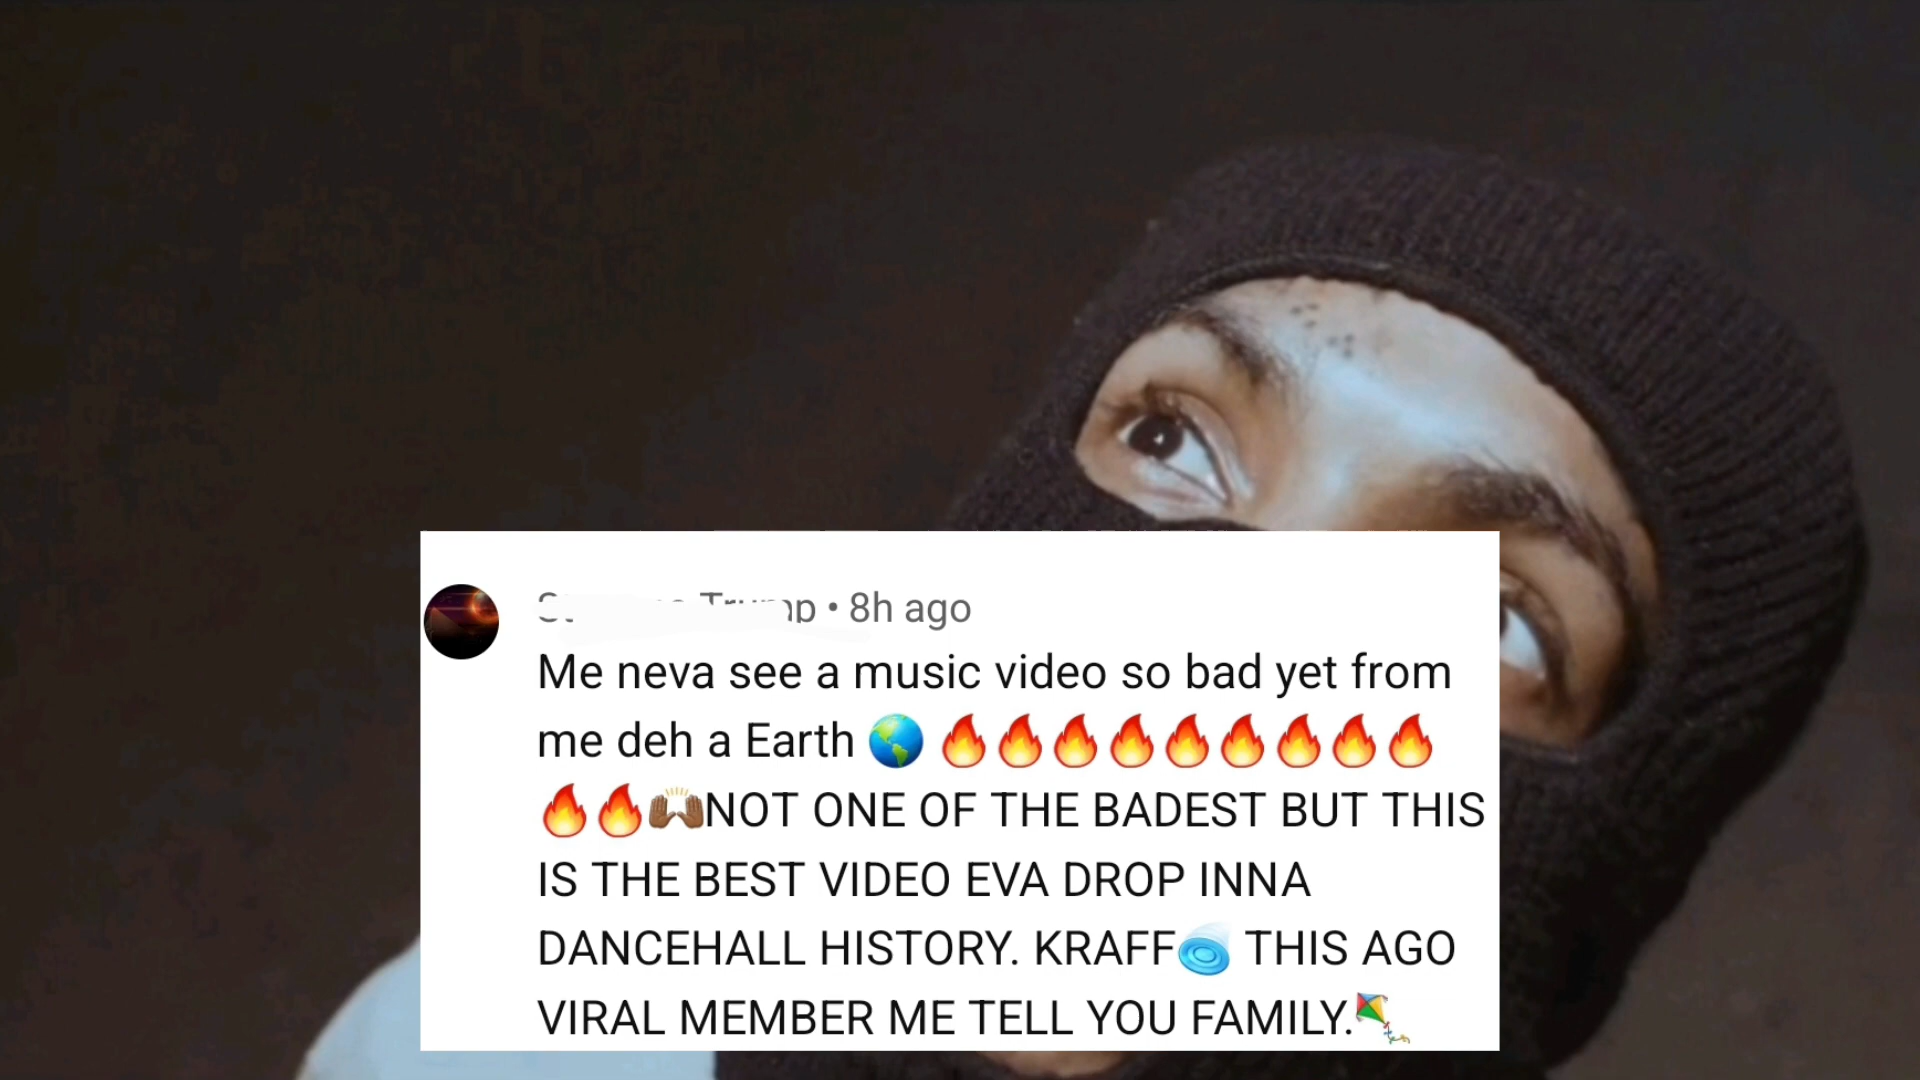 • 8h ago
Me neva see a music video so bad yet from
me deh a Earth 🌎 🔥🔥🔥🔥🔥🔥🔥🔥🔥
🔥🔥🙌🏾NOT ONE OF THE BADEST BUT THIS
IS THE BEST VIDEO EVA DROP INNA
DANCEHALL HISTORY. KRAFF🥏 THIS AGO
VIRAL MEMBER ME TELL YOU FAMILY.🪁